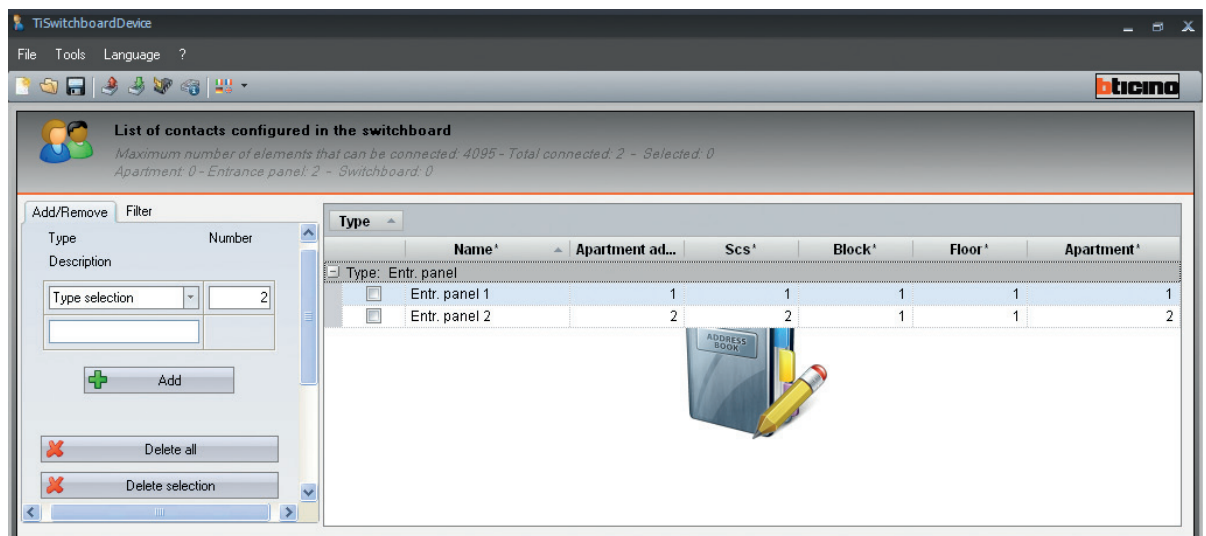 TiSwitchboardDevice
File Tools Language ?
bticino
List of contacts configured in the switchboard
Maximum number of elements that can be connected: 4095 - Total connected: 2 - Selected: 0
Apartment: 0 - Entrance panel: 2 - Switchboard: 0
Add/Remove Filter
Type Number
Description
Type selection 2
Add
Delete all
Delete selection
Type
Name* Apartment ad... Scs* Block* Floor* Apartment*
Type: Entr. panel
Entr. panel 1 1 1 1 1 1
Entr. panel 2 2 2 1 1 2
ADDRESS
BOOK